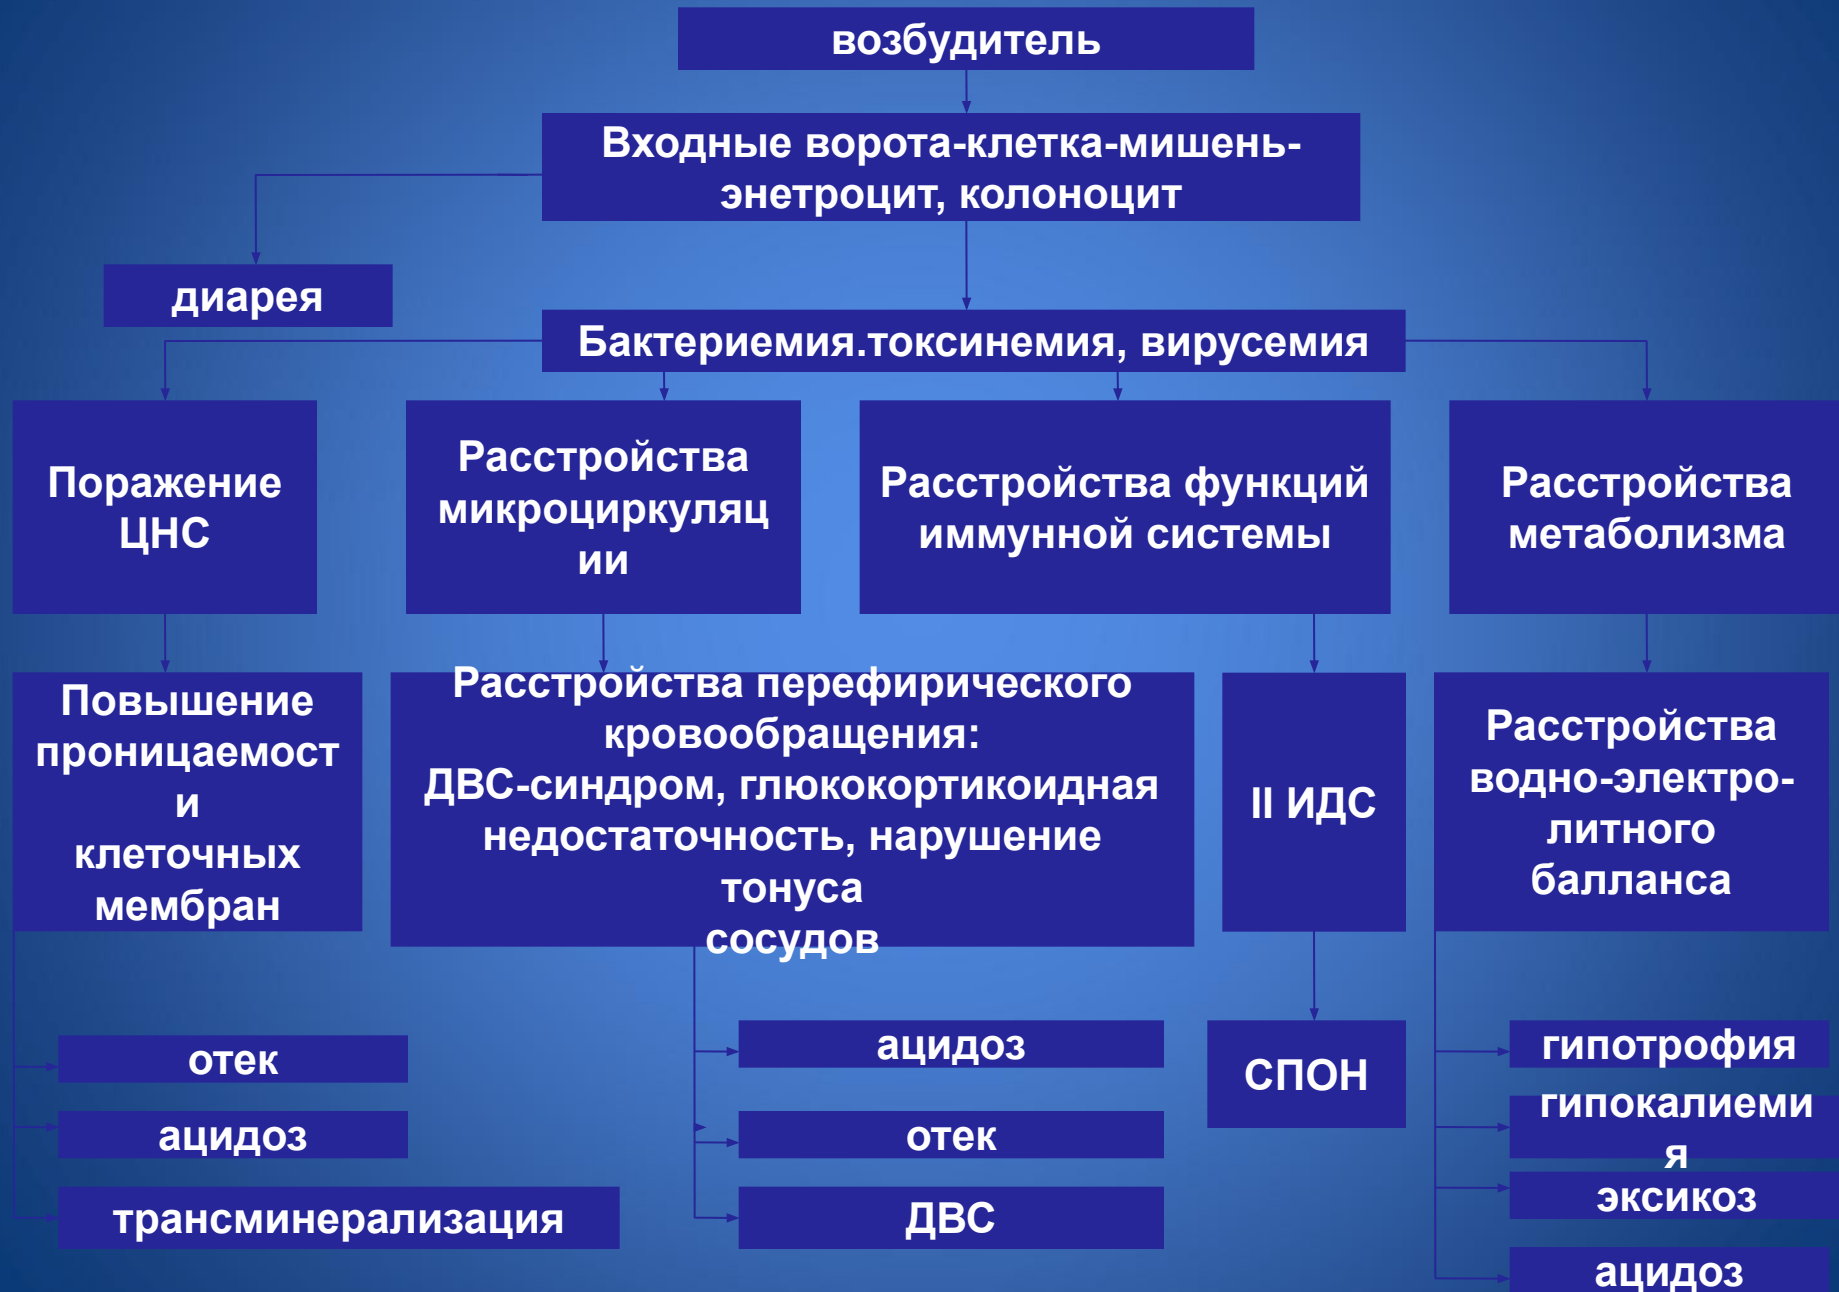 возбудитель
Входные ворота-клетка-мишень-
энетроцит, колоноцит
диарея
Бактериемия.токсинемия, вирусемия
Поражение
ЦНС
Расстройства
микроциркуляц
ии
Расстройства функций
иммунной системы
Расстройства
метаболизма
Повышение
проницаемост
и
клеточных
мембран
Расстройства перефирического
кровообращения:
ДВС-синдром, глюкокортикоидная
недостаточность, нарушение
тонуса
сосудов
II ИДС
Расстройства
водно-электро-
литного
балланса
отек
ацидоз
трансминерализация
ацидоз
отек
ДВС
СПОН
гипотрофия
гипокалиеми
я
эксикоз
ацидоз